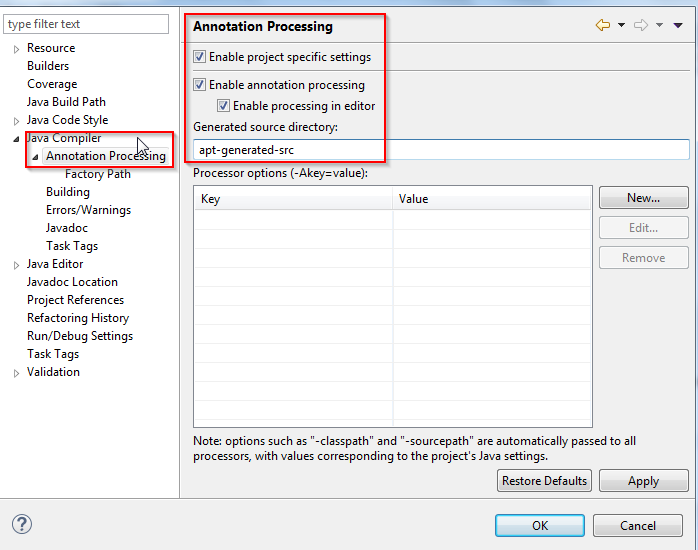 type filter text
Resource
Builders
Coverage
Java Build Path
Java Code Style
Java Compiler
Annotation Processing
Factory Path
Building
Errors/Warnings
Javadoc
Task Tags
Java Editor
Javadoc Location
Project References
Refactoring History
Run/Debug Settings
Task Tags
Validation
Annotation Processing
Enable project specific settings
Enable annotation processing
Enable processing in editor
Generated source directory:
apt-generated-src
Processor options (-Akey=value):
Key Value
New...
Edit...
Remove
Note: options such as "-classpath" and "-sourcepath" are automatically passed to all
processors, with values corresponding to the project's Java settings.
Restore Defaults Apply
? OK Cancel